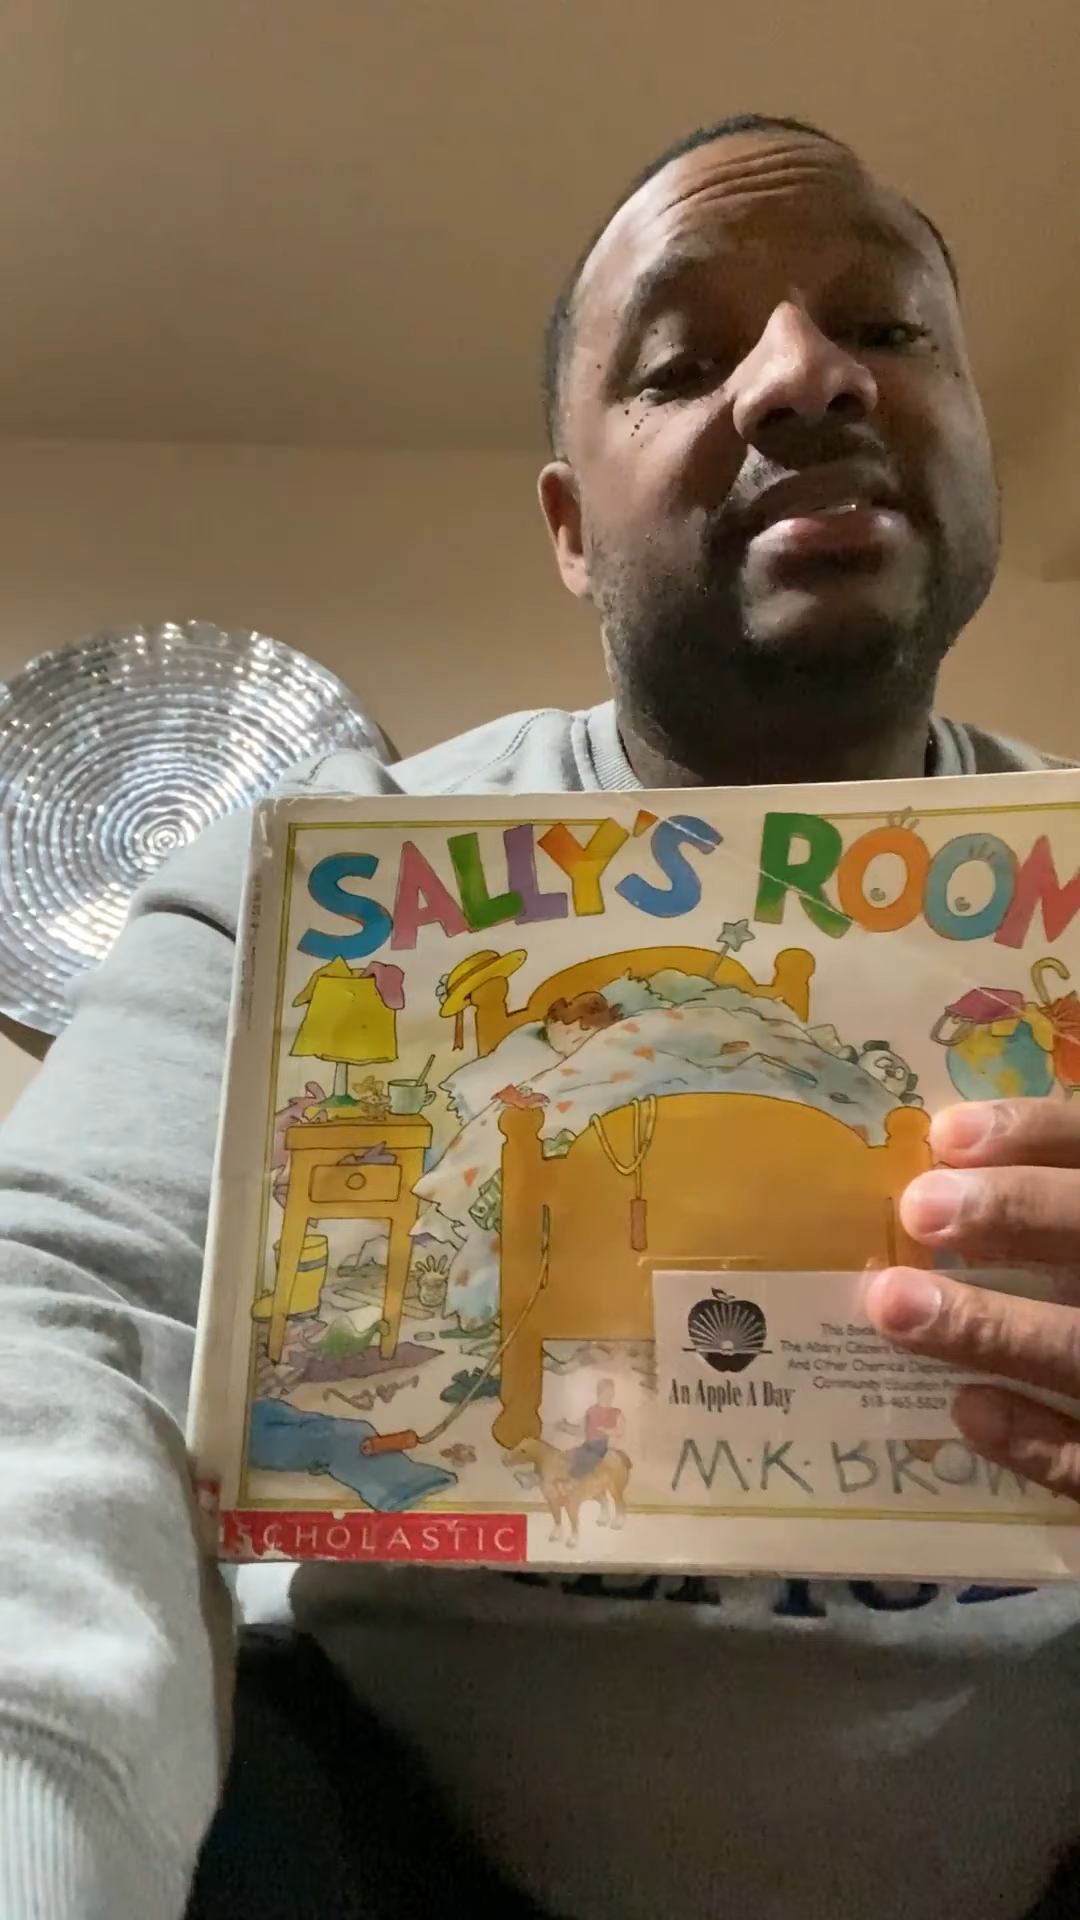 SALLY'S ROOM
This Book
The Albany Citizens
And Other Chemical
Community Education
An Apple A Day
518-465-5829
M.K. BROW
SCHOLASTIC